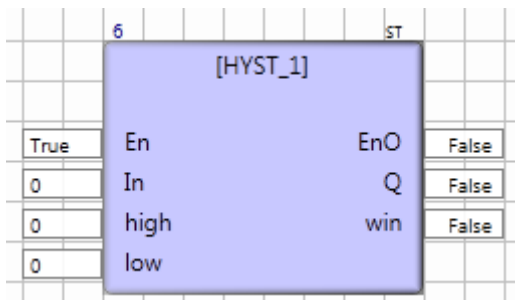 6 ST
[HYST_1]
True En EnO False
0 In Q False
0 high win False
0 low